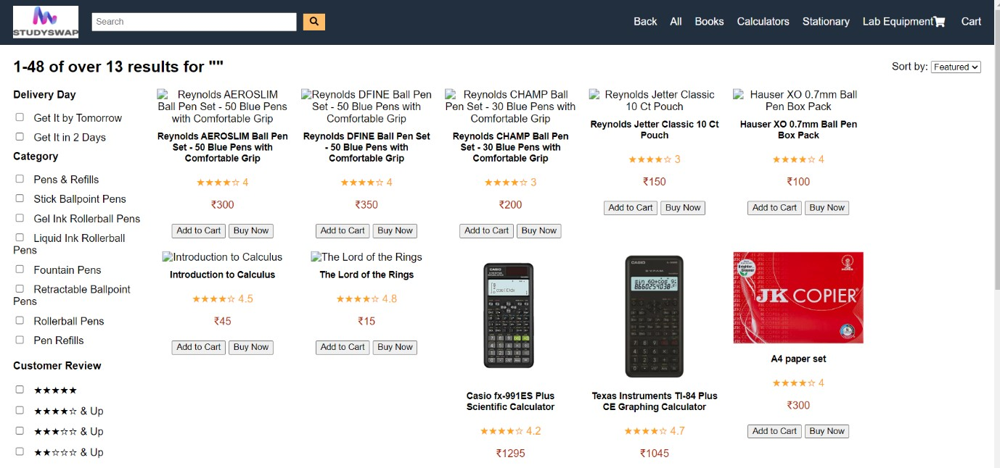 STUDYSWAP
Search
Back All Books Calculators Stationary Lab Equipment Cart
1-48 of over 13 results for ""
Sort by: Featured
Delivery Day
Get It by Tomorrow
Get It in 2 Days
Category
Pens & Refills
Stick Ballpoint Pens
Gel Ink Rollerball Pens
Liquid Ink Rollerball
Pens
Fountain Pens
Retractable Ballpoint
Pens
Rollerball Pens
Pen Refills
Customer Review
★★★★★
★★★★☆ & Up
★★★☆☆ & Up
★★☆☆☆ & Up
Reynolds AEROSLIM
Ball Pen Set - 50 Blue Pens
with Comfortable Grip
Reynolds AEROSLIM Ball Pen
Set - 50 Blue Pens with
Comfortable Grip
★★★★☆ 4
₹300
Add to Cart Buy Now
Reynolds DFINE Ball Pen
Set - 50 Blue Pens with
Comfortable Grip
Reynolds DFINE Ball Pen Set
- 50 Blue Pens with
Comfortable Grip
★★★★☆ 4
₹350
Add to Cart Buy Now
Reynolds CHAMP Ball
Pen Set - 30 Blue Pens with
Comfortable Grip
Reynolds CHAMP Ball Pen
Set - 30 Blue Pens with
Comfortable Grip
★★★★☆ 3
₹200
Add to Cart Buy Now
Reynolds Jetter Classic
10 Ct Pouch
Reynolds Jetter Classic 10 Ct
Pouch
★★★★☆ 3
₹150
Add to Cart Buy Now
Hauser XO 0.7mm Ball
Pen Box Pack
Hauser XO 0.7mm Ball Pen
Box Pack
★★★★☆ 4
₹100
Add to Cart Buy Now
Introduction to Calculus
Introduction to Calculus
★★★★☆ 4.5
₹45
Add to Cart Buy Now
The Lord of the Rings
The Lord of the Rings
★★★★☆ 4.8
₹15
Add to Cart Buy Now
CASIO
Casio fx-991ES Plus
Scientific Calculator
★★★★☆ 4.2
₹1295
CASIO
sin 60+cos 9
Texas Instruments TI-84 Plus
CE Graphing Calculator
★★★★☆ 4.7
₹1045
Brighter
Greener
JK COPIER
A4 paper set
★★★★☆ 4
₹300
Add to Cart Buy Now